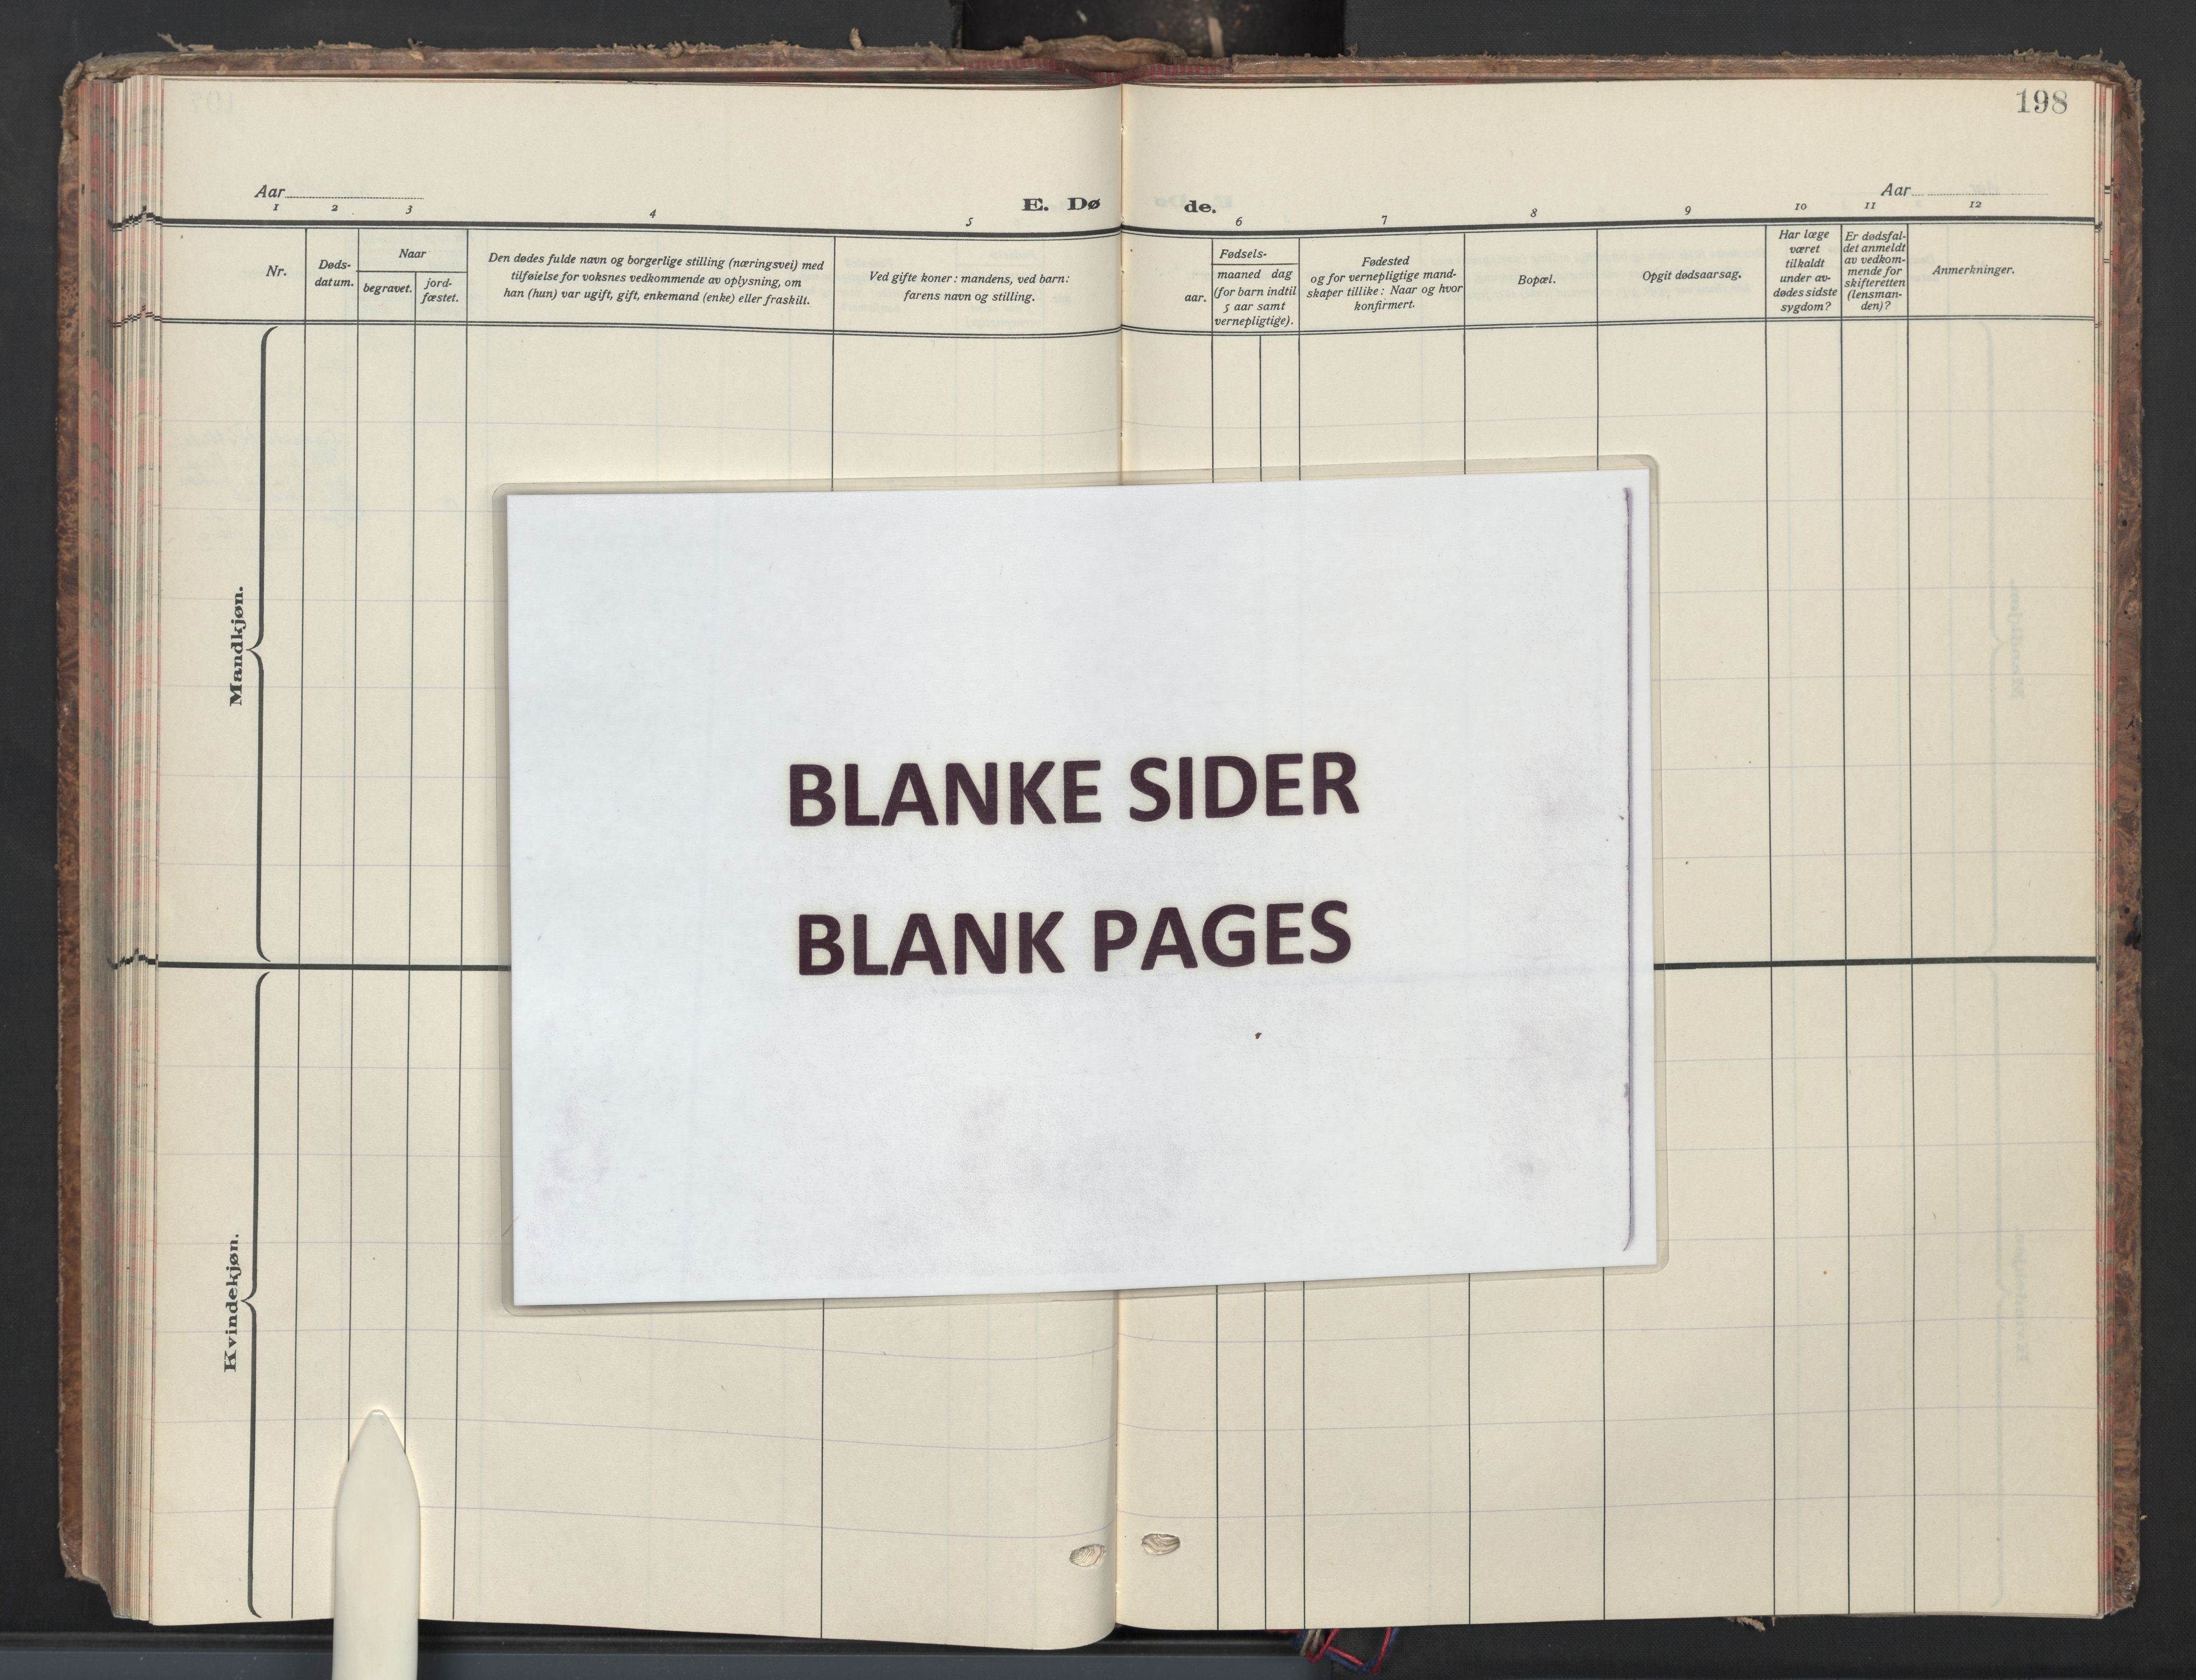 198
Aar
Aar
E. Dø de.
1 2 3 4 5 6 7 8 9 10 11 12
Nr.
Døds-
datum.
Naar
begravet.
jord-
fæstet.
Den dødes fulde navn og borgerlige stilling (næringsvei) med
tilføielse for voksnes vedkommende av oplysning, om
han (hun) var ugift, gift, enkemand (enke) eller fraskilt.
Ved gifte koner: mandens, ved barn:
farens navn og stilling.
Fødsels-
aar.
maaned dag
(for barn indtil
5 aar samt
vernepligtige).
Fødested
og for vernepligtige mand-
skaper tillike: Naar og hvor
konfirmert.
Bopæl.
Opgit dødsaarsag.
Har læge
været
tilkaldt
under av-
dødes sidste
sygdom?
Er dødsfal-
det anmeldt
av vedkom-
mende for
skifteretten
(lensman-
den)?
Anmerkninger.
Mandkjøn.
BLANKE SIDER
BLANK PAGES
Kvindekjøn.